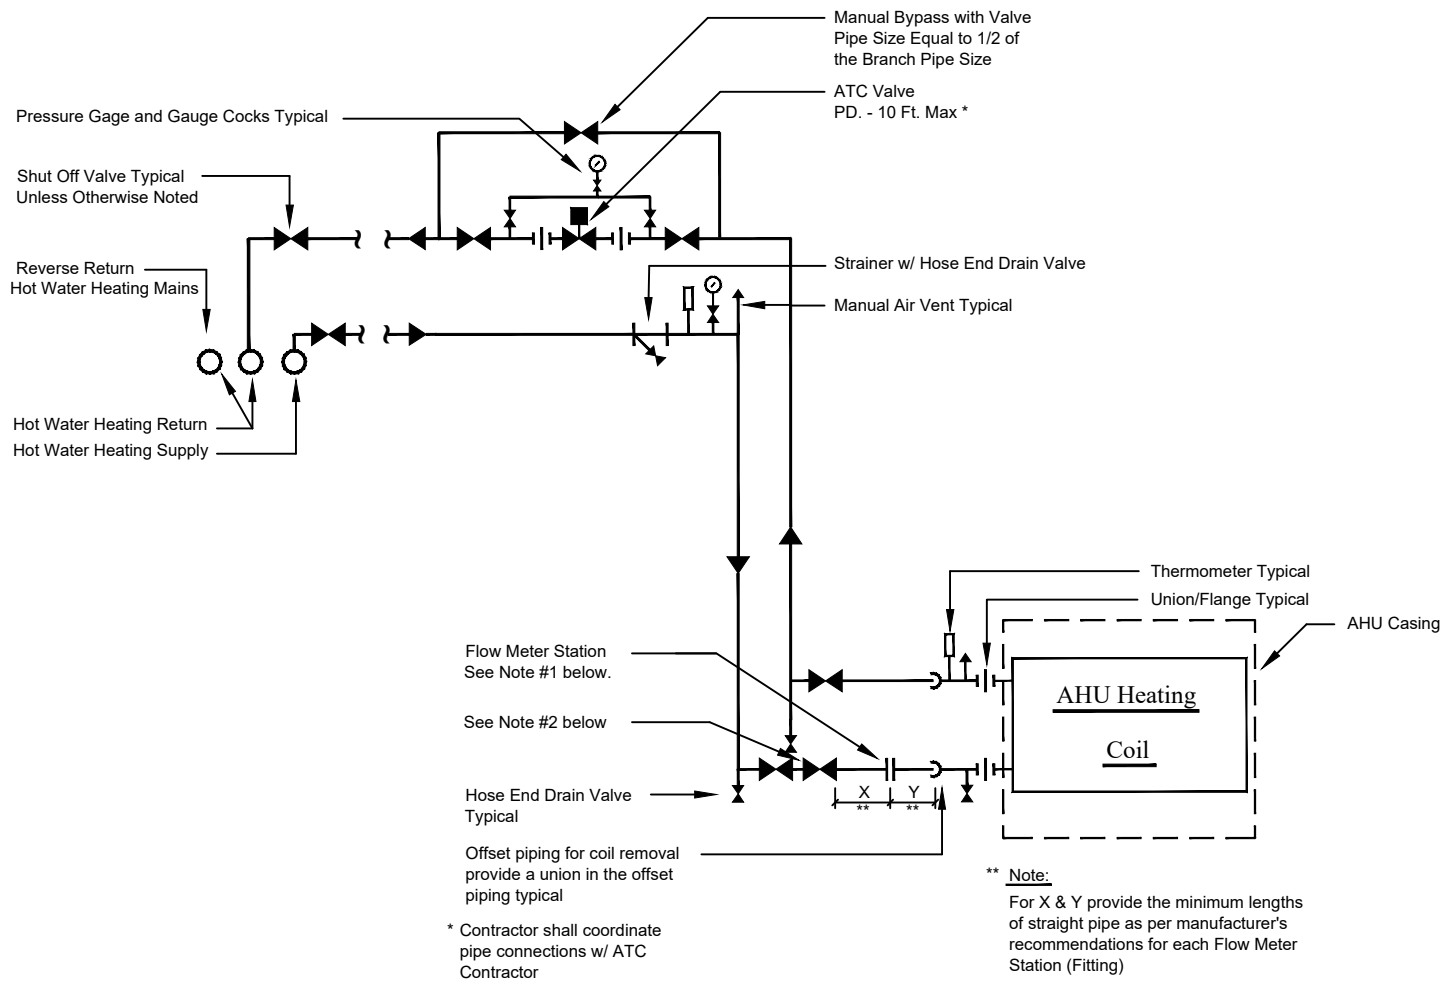 Manual Bypass with Valve
Pipe Size Equal to 1/2 of
the Branch Pipe Size
ATC Valve
PD. - 10 Ft. Max *
Pressure Gage and Gauge Cocks Typical
Shut Off Valve Typical
Unless Otherwise Noted
Reverse Return
Hot Water Heating Mains
Strainer w/ Hose End Drain Valve
Manual Air Vent Typical
Hot Water Heating Return
Hot Water Heating Supply
Thermometer Typical
Union/Flange Typical
AHU Casing
Flow Meter Station
See Note #1 below.
AHU Heating
Coil
See Note #2 below
X
**
Y
**
Hose End Drain Valve
Typical
Offset piping for coil removal
provide a union in the offset
piping typical
* Contractor shall coordinate
pipe connections w/ ATC
Contractor
** Note:
For X & Y provide the minimum lengths
of straight pipe as per manufacturer's
recommendations for each Flow Meter
Station (Fitting)